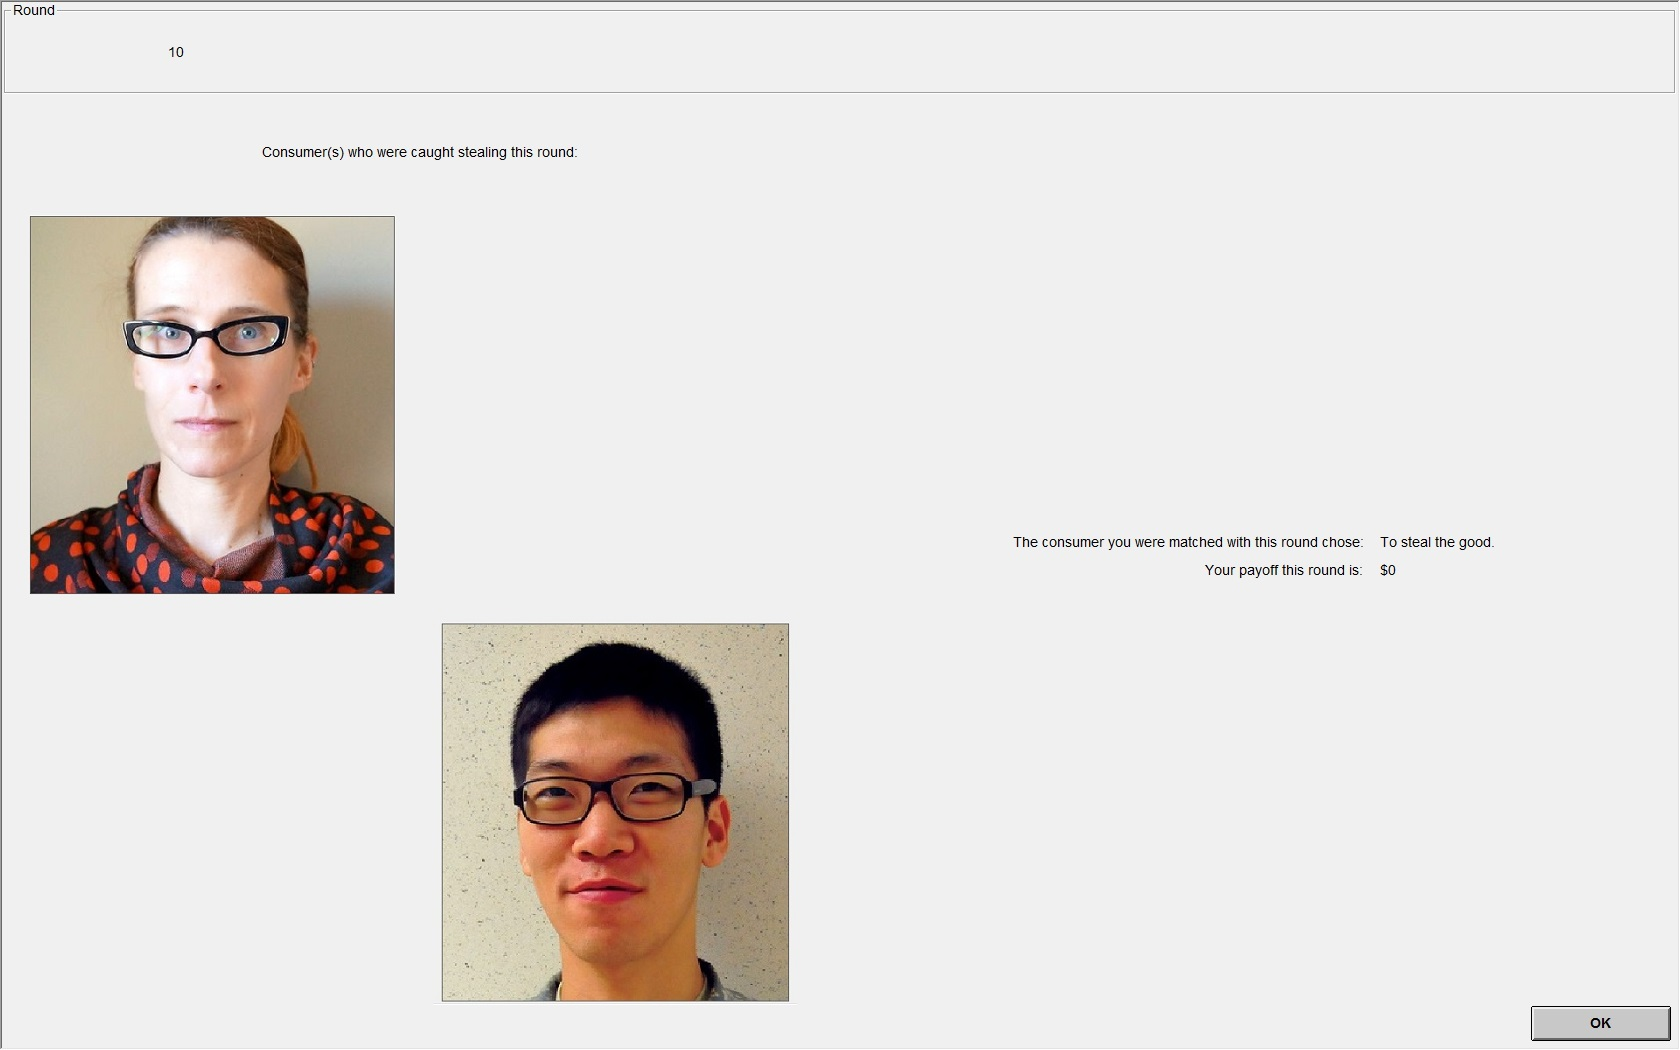 Round
10
Consumer(s) who were caught stealing this round:
The consumer you were matched with this round chose: To steal the good.
Your payoff this round is: $0
OK